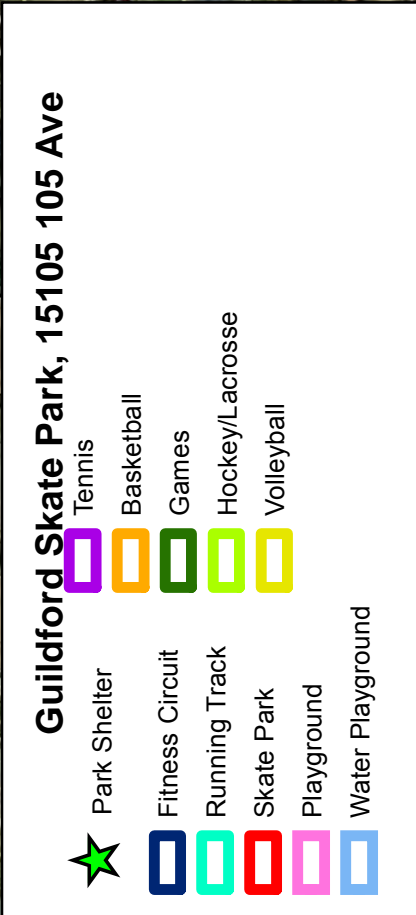 Guildford Skate Park, 15105 105 Ave
Park Shelter
Fitness Circuit
Running Track
Skate Park
Playground
Water Playground
Tennis
Basketball
Games
Hockey/Lacrosse
Volleyball